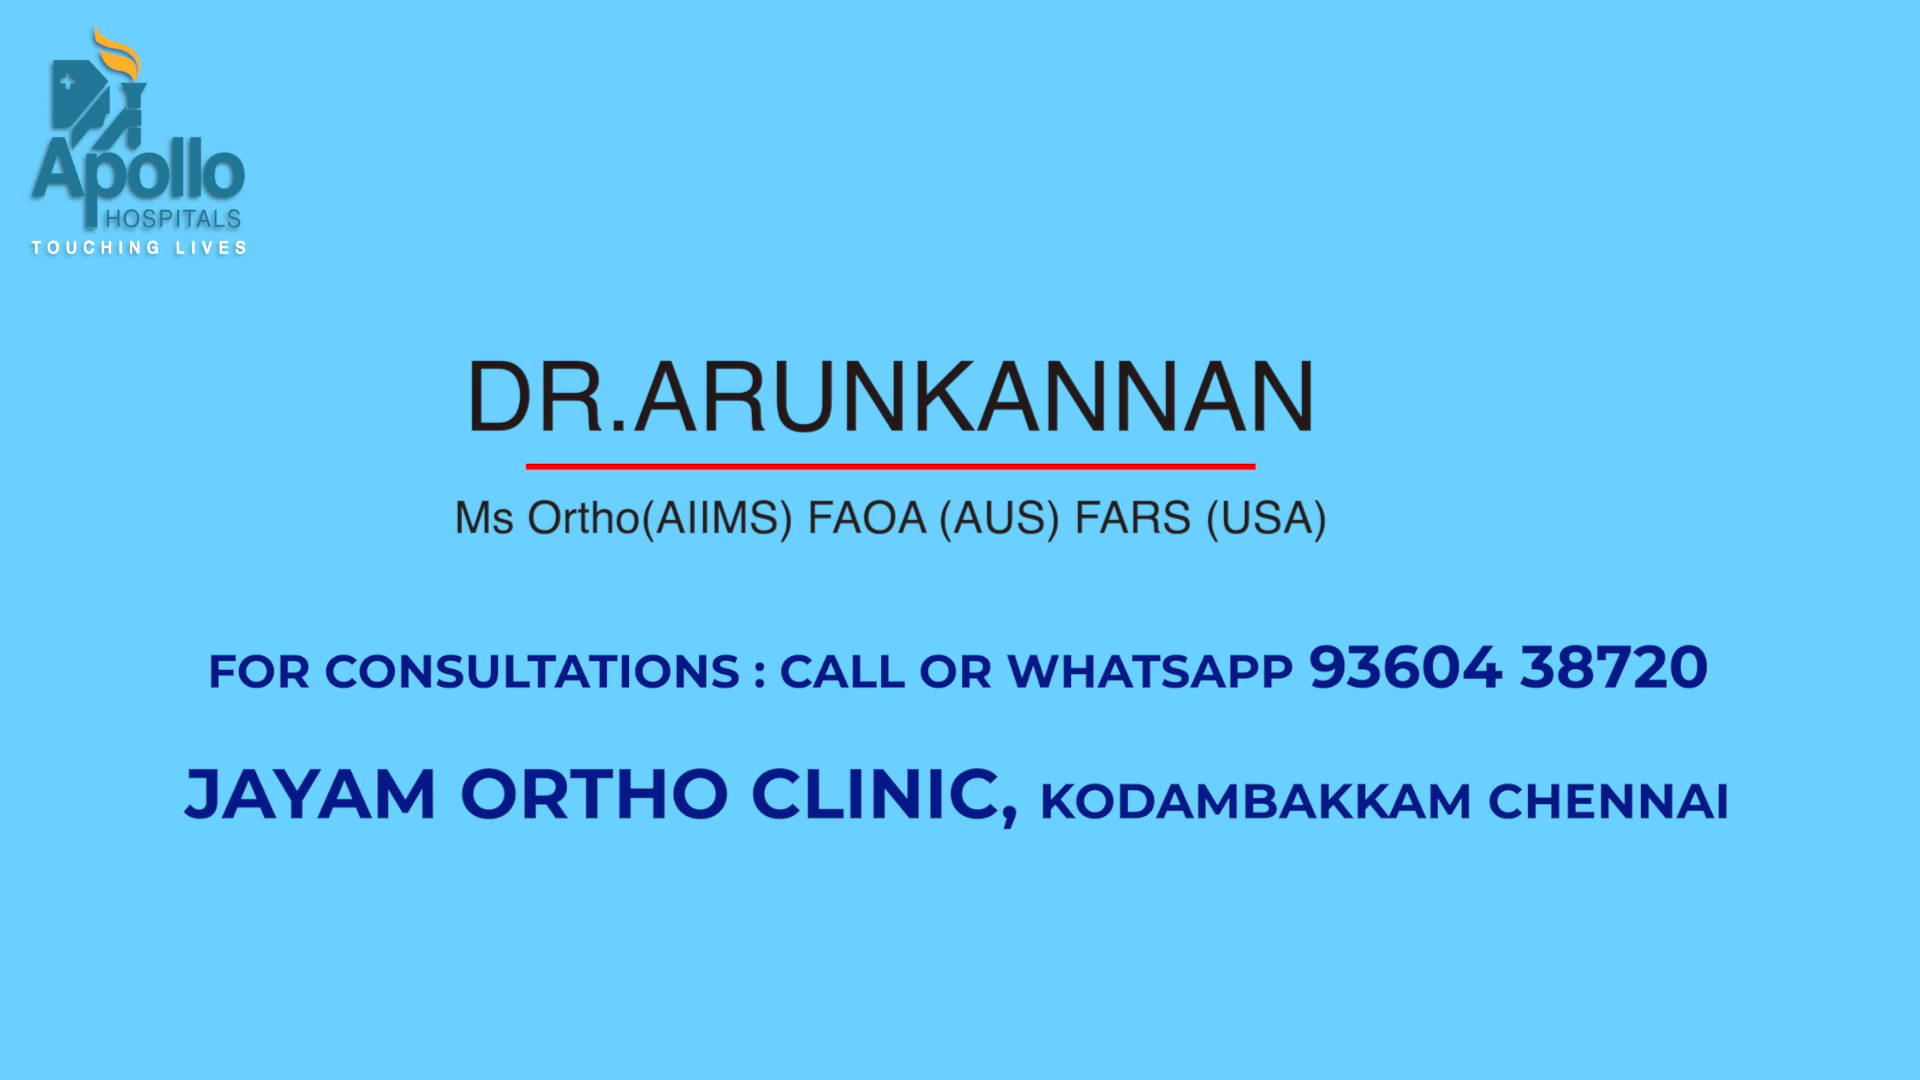 Apollo
HOSPITALS
TOUCHING LIVES
DR.ARUNKANNAN
Ms Ortho(AIIMS) FAOA (AUS) FARS (USA)
FOR CONSULTATIONS : CALL OR WHATSAPP 93604 38720
JAYAM ORTHO CLINIC, KODAMBAKKAM CHENNAI